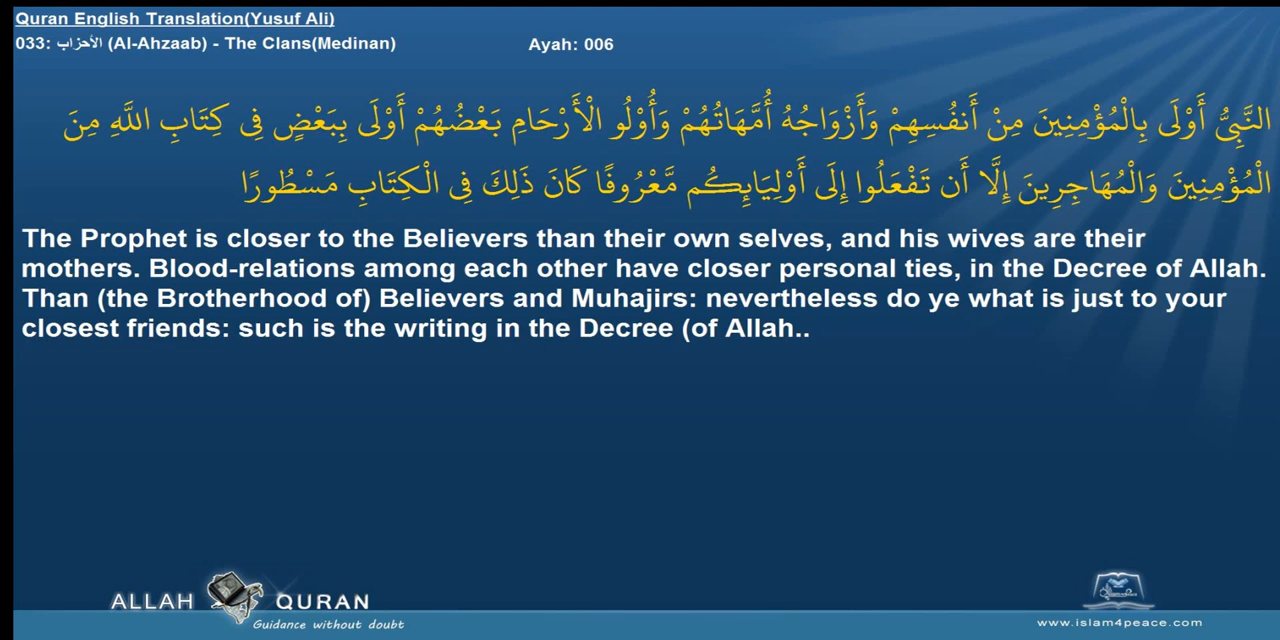 Quran English Translation(Yusuf Ali)
033: الأحزاب (Al-Ahzaab) - The Clans(Medinan) Ayah: 006
النَّبِيُّ أَوْلَى بِالْمُؤْمِنِينَ مِنْ أَنفُسِهِمْ وَأَزْوَاجُهُ أُمَّهَاتُهُمْ وَأُوْلُو الْأَرْحَامِ بَعْضُهُمْ أَوْلَى بِبَعْضٍ فِي كِتَابِ اللَّهِ مِنَ
الْمُؤْمِنِينَ وَالْمُهَاجِرِينَ إِلَّا أَن تَفْعَلُوا إِلَى أَوْلِيَائِكُم مَّعْرُوفًا كَانَ ذَلِكَ فِي الْكِتَابِ مَسْطُورًا
The Prophet is closer to the Believers than their own selves, and his wives are their
mothers. Blood-relations among each other have closer personal ties, in the Decree of Allah.
Than (the Brotherhood of) Believers and Muhajirs: nevertheless do ye what is just to your
closest friends: such is the writing in the Decree (of Allah..
ALLAH QURAN
Guidance without doubt
www.islam4peace.com